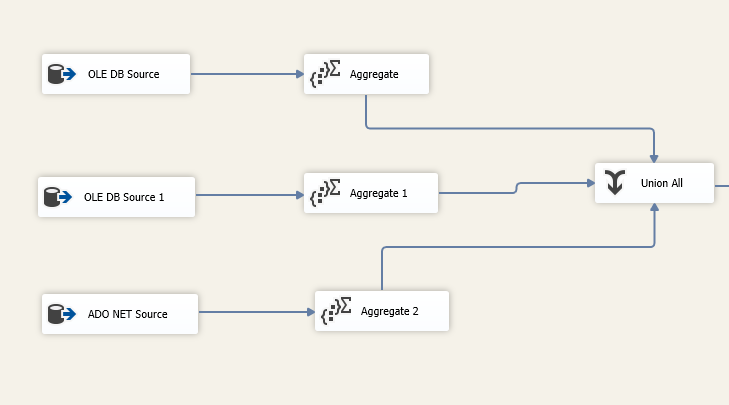 OLE DB Source
Aggregate
OLE DB Source 1
Aggregate 1
Union All
ADO NET Source
Aggregate 2